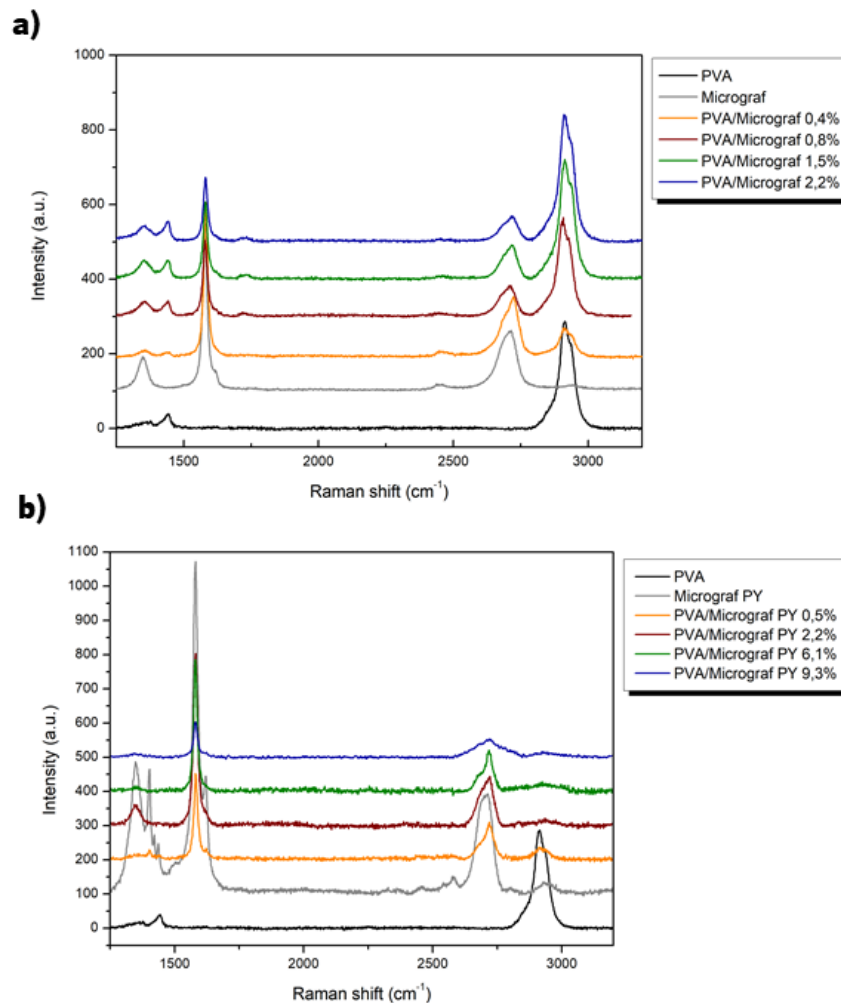 a)
1000
800
600
400
200
0
Intensity (a.u.)
1500 2000 2500 3000
Raman shift (cm⁻¹)
PVA
Micrograf
PVA/Micrograf 0,4%
PVA/Micrograf 0,8%
PVA/Micrograf 1,5%
PVA/Micrograf 2,2%
b)
1100
1000
900
800
700
600
500
400
300
200
100
0
Intensity (a.u.)
1500 2000 2500 3000
Raman shift (cm⁻¹)
PVA
Micrograf PY
PVA/Micrograf PY 0,5%
PVA/Micrograf PY 2,2%
PVA/Micrograf PY 6,1%
PVA/Micrograf PY 9,3%